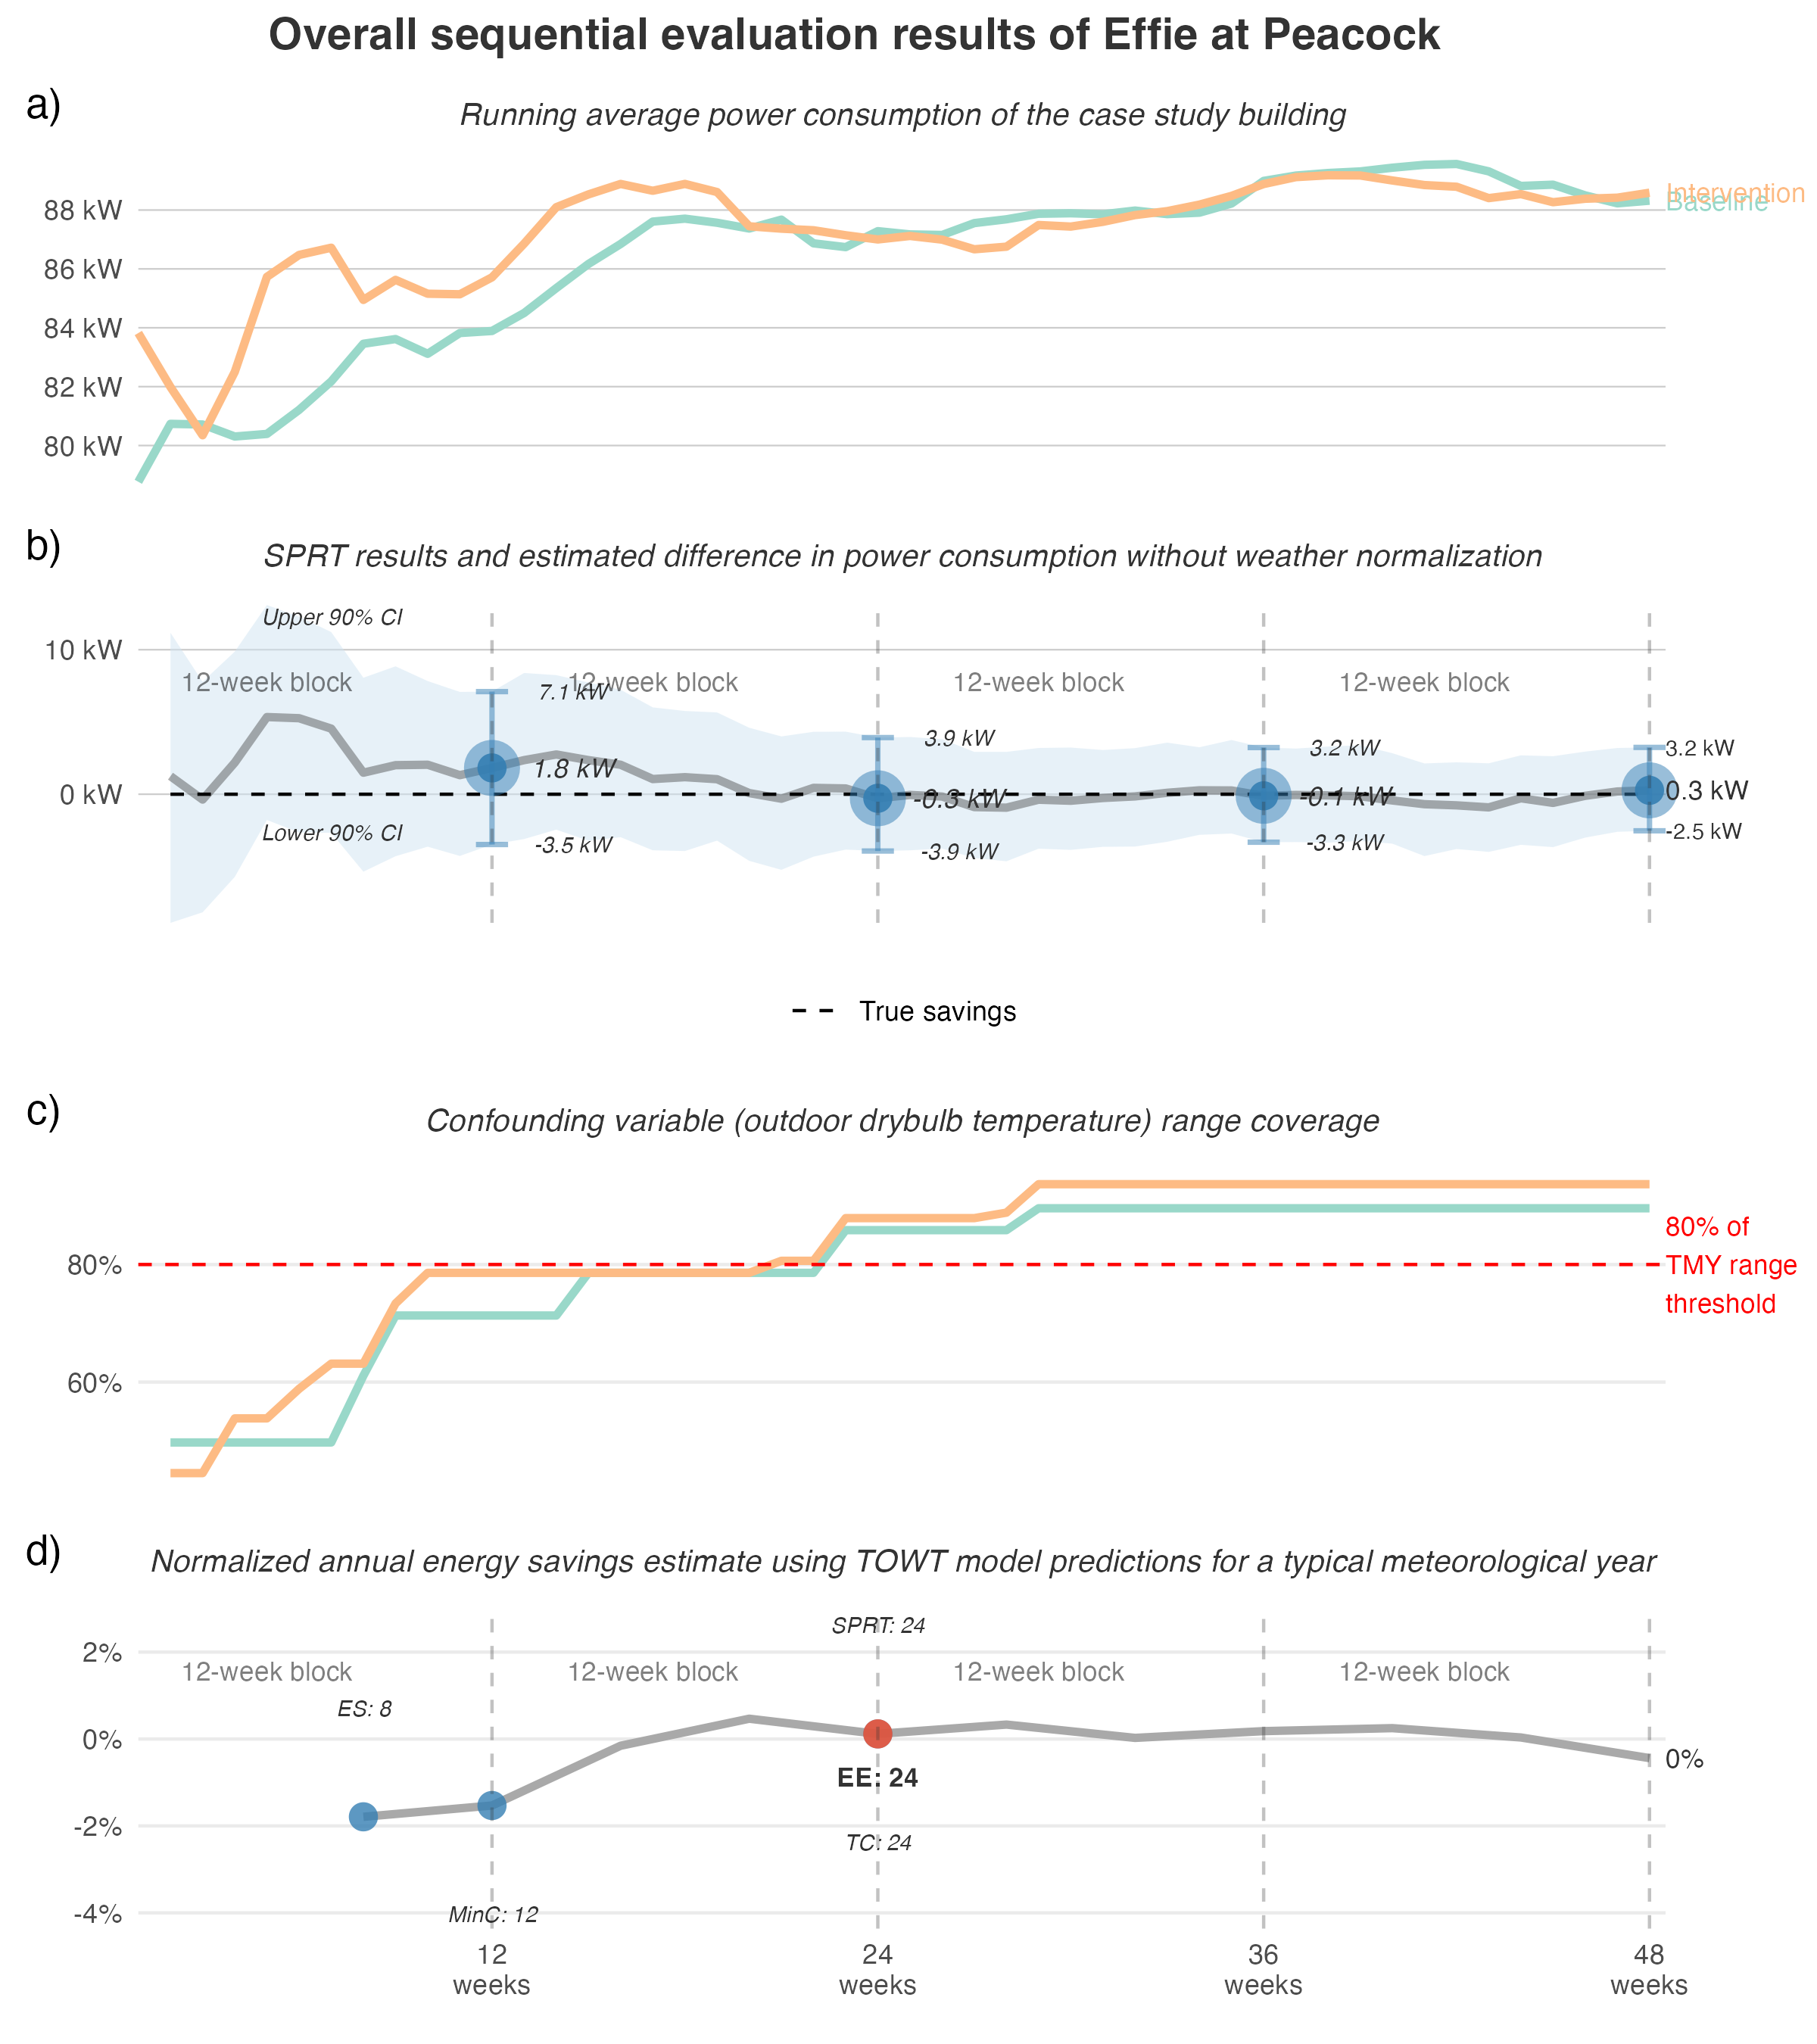 Overall sequential evaluation results of Effie at Peacock
a)
Running average power consumption of the case study building
88 kW
86 kW
84 kW
82 kW
80 kW
Intervention
Baseline
b)
SPRT results and estimated difference in power consumption without weather normalization
Upper 90% CI
10 kW
12-week block
12-week block
12-week block
12-week block
7.1 kW
3.9 kW
3.2 kW
3.2 kW
0 kW
1.8 kW
-0.3 kW
-0.1 kW
0.3 kW
Lower 90% CI
-3.5 kW
-3.9 kW
-3.3 kW
-2.5 kW
True savings
c)
Confounding variable (outdoor drybulb temperature) range coverage
80%
60%
80% of
TMY range
threshold
d)
Normalized annual energy savings estimate using TOWT model predictions for a typical meteorological year
SPRT: 24
2%
12-week block
12-week block
12-week block
12-week block
ES: 8
0%
0%
EE: 24
-2%
TC: 24
-4%
MinC: 12
12
weeks
24
weeks
36
weeks
48
weeks